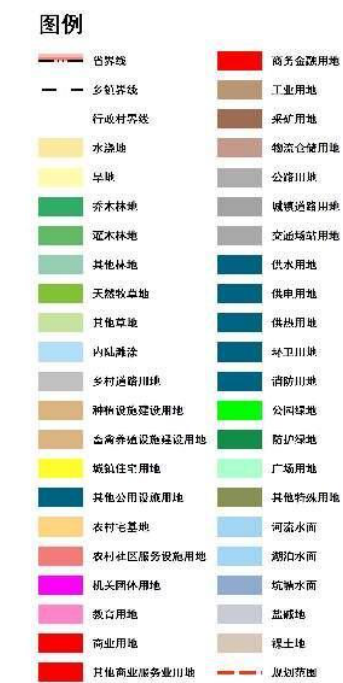 图例
省界线
乡镇界线
行政村界线
水浇地
旱地
乔木林地
灌木林地
其他林地
天然牧草地
其他草地
内陆滩涂
乡村道路用地
种植设施建设用地
畜禽养殖设施建设用地
城镇住宅用地
其他公用设施用地
农村宅基地
农村社区服务设施用地
机关团体用地
教育用地
商业用地
其他商业服务业用地
商务金融用地
工业用地
采矿用地
物流仓储用地
公路用地
城镇道路用地
交通场站用地
供水用地
供电用地
供热用地
环卫用地
消防用地
公园绿地
防护绿地
广场用地
其他特殊用地
河流水面
湖泊水面
坑塘水面
盐碱地
裸土地
规划范围